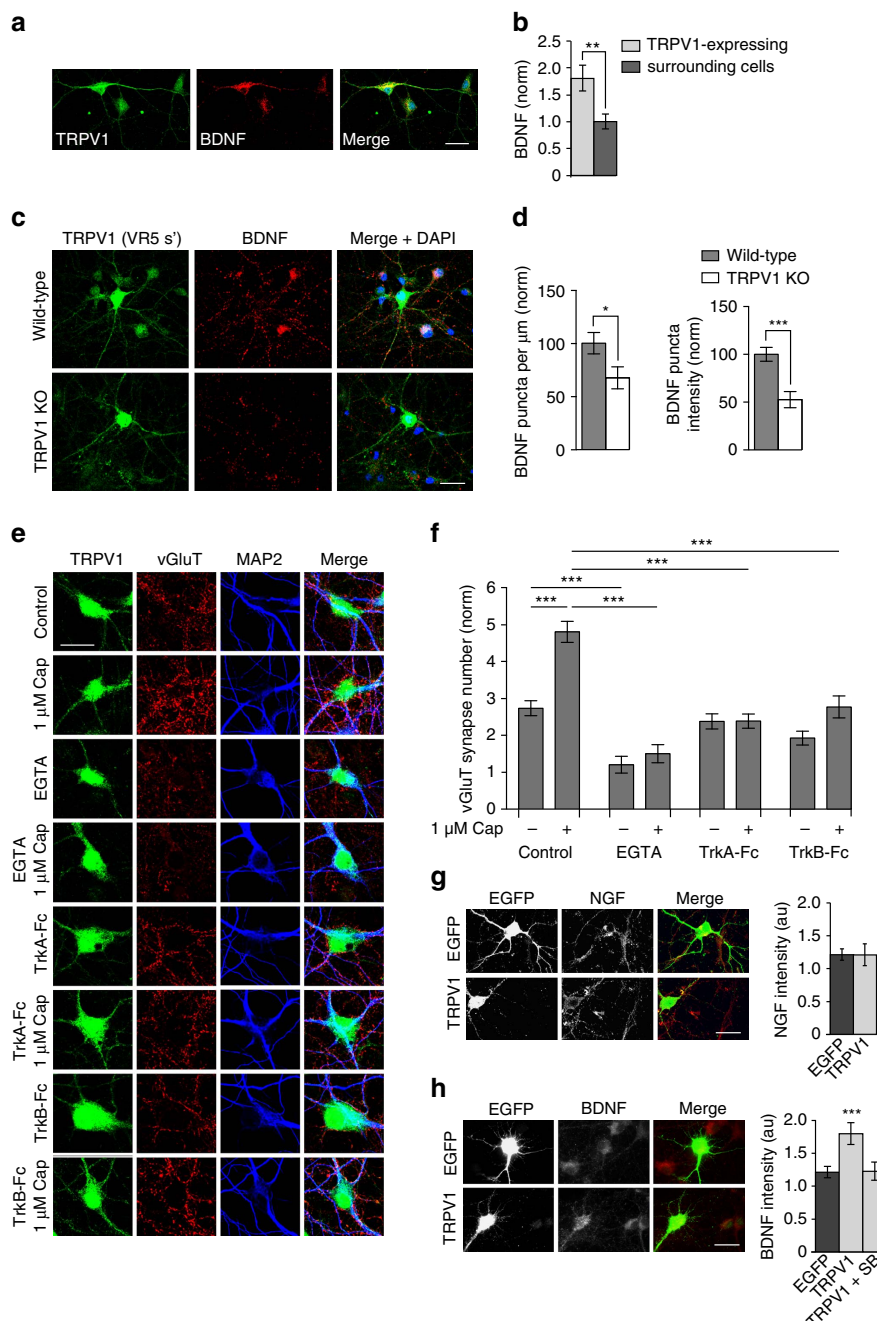 a
TRPV1
BDNF
Merge
b
BDNF (norm)
2.5
2.0
1.5
1.0
0.5
0
**
TRPV1-expressing
surrounding cells
c
TRPV1 (VR5 s')
BDNF
Merge + DAPI
Wild-type
TRPV1 KO
d
Wild-type
TRPV1 KO
BDNF puncta per µm (norm)
150
100
50
0
*
BDNF puncta
intensity (norm)
150
100
50
0
***
e
TRPV1
vGluT
MAP2
Merge
Control
1 µM Cap
EGTA
EGTA
1 µM Cap
TrkA-Fc
TrkA-Fc
1 µM Cap
TrkB-Fc
TrkB-Fc
1 µM Cap
f
vGluT synapse number (norm)
6
5
4
3
2
1
0
***
***
***
***
***
1 µM Cap
– + – + – + – +
Control
EGTA
TrkA-Fc
TrkB-Fc
g
EGFP
NGF
Merge
EGFP
TRPV1
NGF intensity (au)
2.0
1.5
1.0
0.5
0
EGFP
TRPV1
h
EGFP
BDNF
Merge
EGFP
TRPV1
BDNF intensity (au)
2.0
1.5
1.0
0.5
0
***
EGFP
TRPV1
TRPV1 + SB